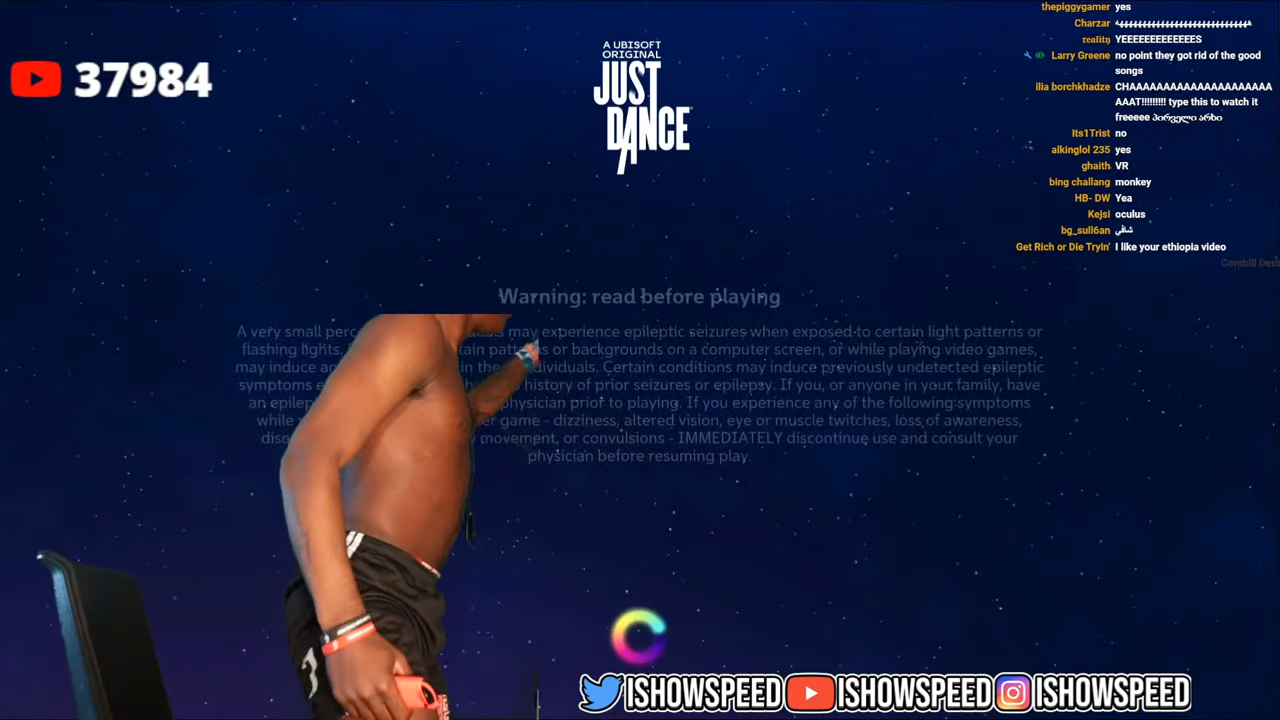 37984
A UBISOFT
ORIGINAL
JUST
DANCE
thepiggygamer yes
Charzar
reality YEEEEEEEEEEEES
Larry Greene no point they got rid of the good
songs
ilia borchkhadze CHAAAAAAAAAAAAAAAAAAAAA
AAAT!!!!!!!!! type this to watch it
freeeee პირველი არხი
Its1Trist no
alkinglol 235 yes
ghaith VR
bing challang monkey
HB- DW Yea
Kejsi oculus
bg_sull6an شافي
Get Rich or Die Tryin' I like your ethiopia video
Warning: read before playing
A very small may experience epileptic seizures when exposed to certain light patterns or
flashing lights, or backgrounds on a computer screen, or while playing video games,
may induce in the Certain conditions may induce previously undetected epileptic
symptoms history of prior seizures or epilepsy. If you, or anyone in your family, have
an physician prior to playing. If you experience any of the following symptoms
while game - dizziness, altered vision, eye or muscle twitches, loss of awareness,
movement, or convulsions - IMMEDIATELY discontinue use and consult your
physician before resuming play.
ISHOWSPEED ISHOWSPEED ISHOWSPEED